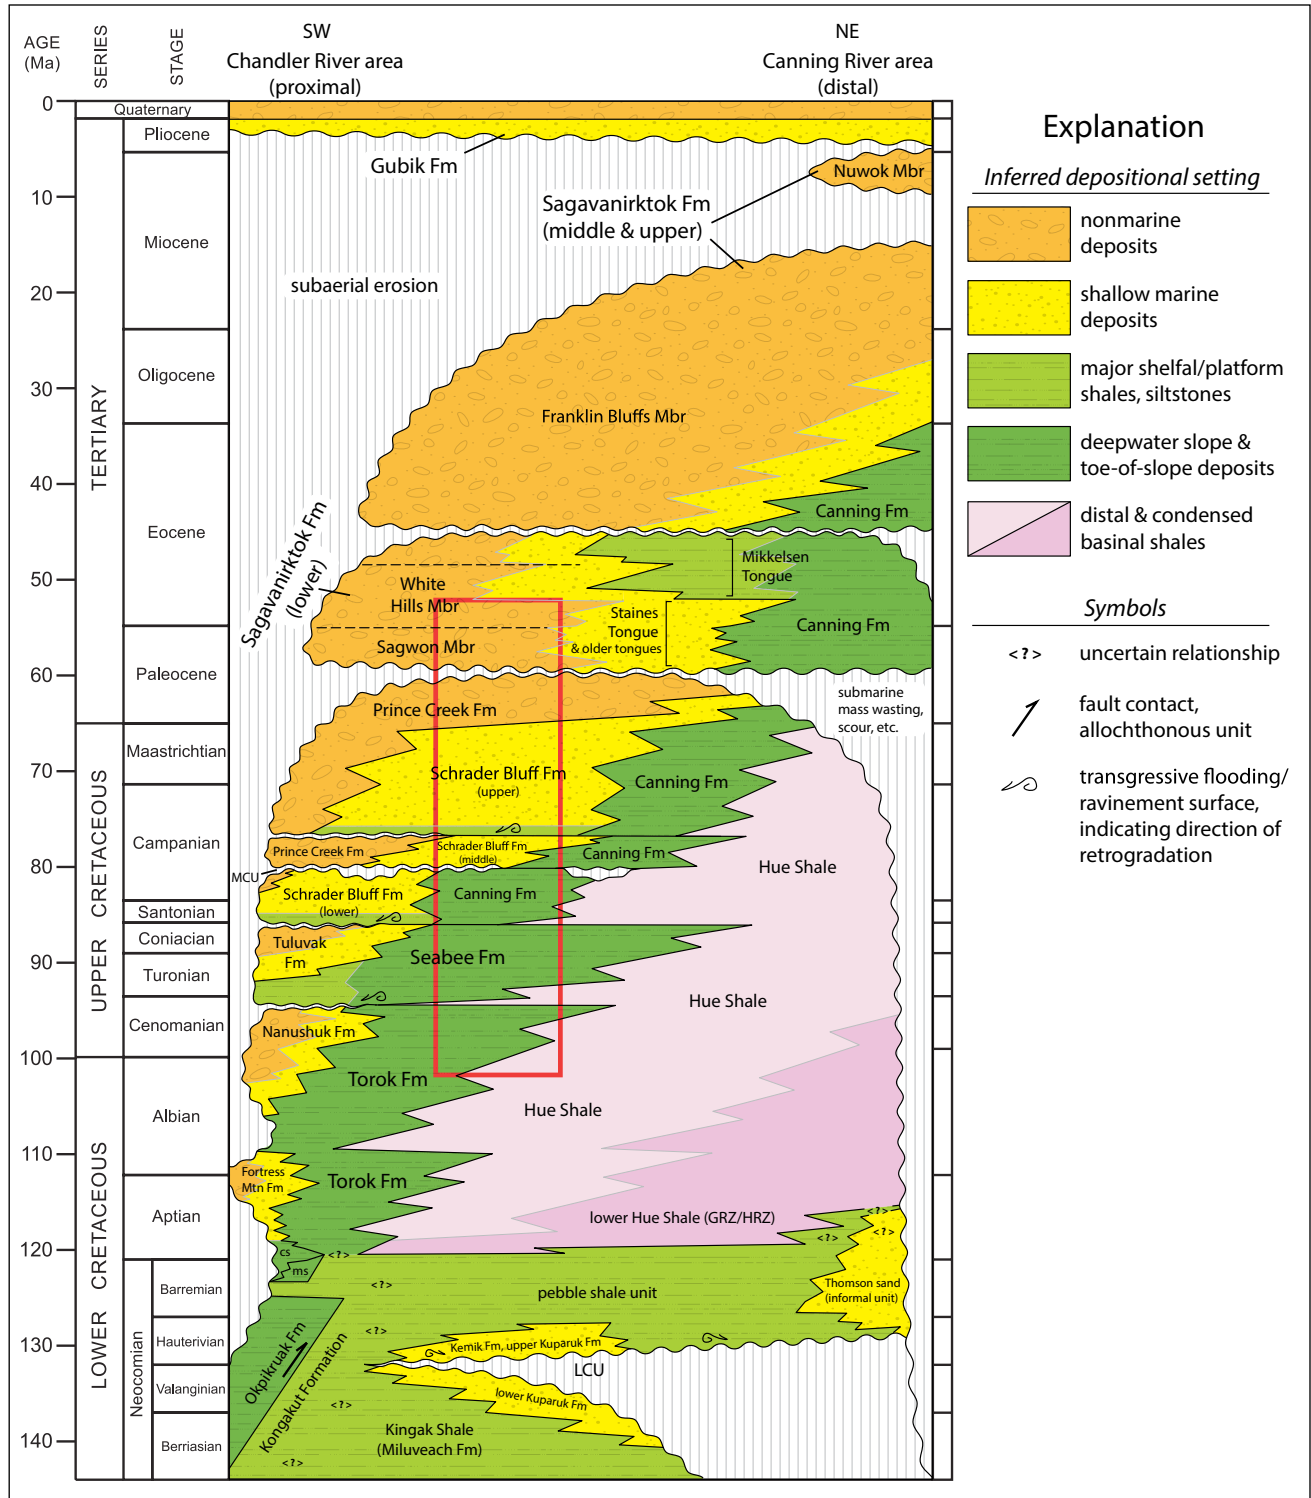 AGE
(Ma)
SERIES
STAGE
SW
Chandler River area
(proximal)
NE
Canning River area
(distal)
0
10
20
30
40
50
60
70
80
90
100
110
120
130
140
TERTIARY
UPPER CRETACEOUS
LOWER CRETACEOUS
Quaternary
Pliocene
Miocene
Oligocene
Eocene
Paleocene
Maastrichtian
Campanian
Santonian
Coniacian
Turonian
Cenomanian
Albian
Aptian
Neocomian
Barremian
Hauterivian
Valanginian
Berriasian
Gubik Fm
Nuwok Mbr
Sagavanirktok Fm
(middle & upper)
subaerial erosion
Franklin Bluffs Mbr
Canning Fm
Sagavanirktok Fm
(lower)
White
Hills Mbr
Mikkelsen
Tongue
Staines
Tongue
& older tongues
Canning Fm
Sagwon Mbr
submarine
mass wasting,
scour, etc.
Prince Creek Fm
Schrader Bluff Fm
(upper)
Canning Fm
Prince Creek Fm
Schrader Bluff Fm
(middle)
Canning Fm
Hue Shale
MCU
Schrader Bluff Fm
(lower)
Canning Fm
Tuluvak
Fm
Seabee Fm
Hue Shale
Nanushuk Fm
Torok Fm
Hue Shale
Fortress
Mtn Fm
Torok Fm
lower Hue Shale (GRZ/HRZ)
<?>
<?>
<?>
cs
ms
<?>
<?>
pebble shale unit
Thomson sand
(informal unit)
Okpikruak Fm
Kongakut Formation
<?>
Kemik Fm, upper Kuparuk Fm
LCU
lower Kuparuk Fm
<?>
Kingak Shale
(Miluveach Fm)
<?>
Explanation
Inferred depositional setting
nonmarine
deposits
shallow marine
deposits
major shelfal/platform
shales, siltstones
deepwater slope &
toe-of-slope deposits
distal & condensed
basinal shales
Symbols
<?> uncertain relationship
fault contact,
allochthonous unit
transgressive flooding/
ravinement surface,
indicating direction of
retrogradation